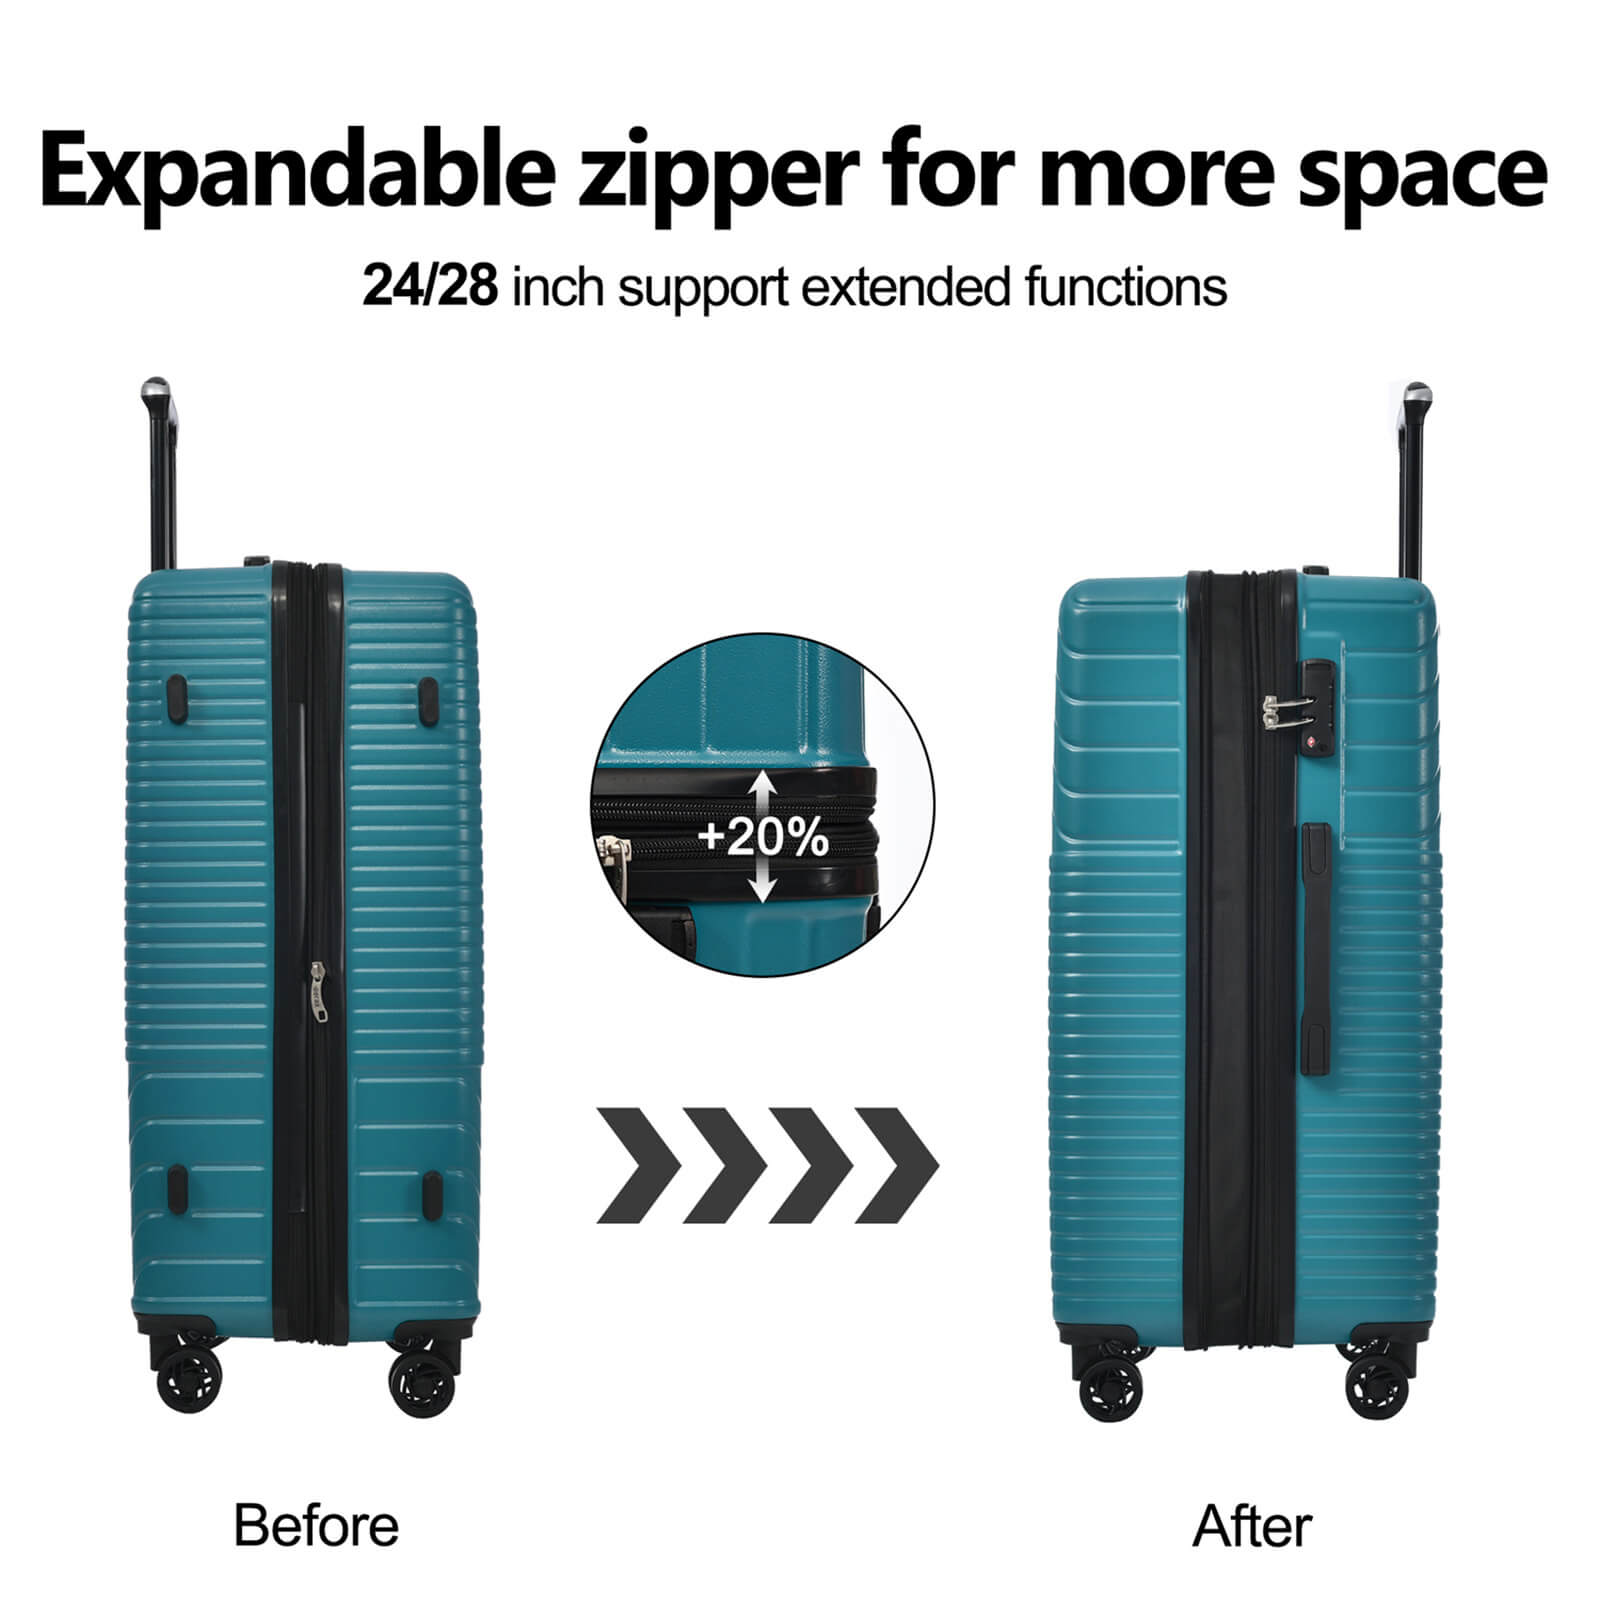 Expandable zipper for more space
24/28 inch support extended functions
+20%
Before
After